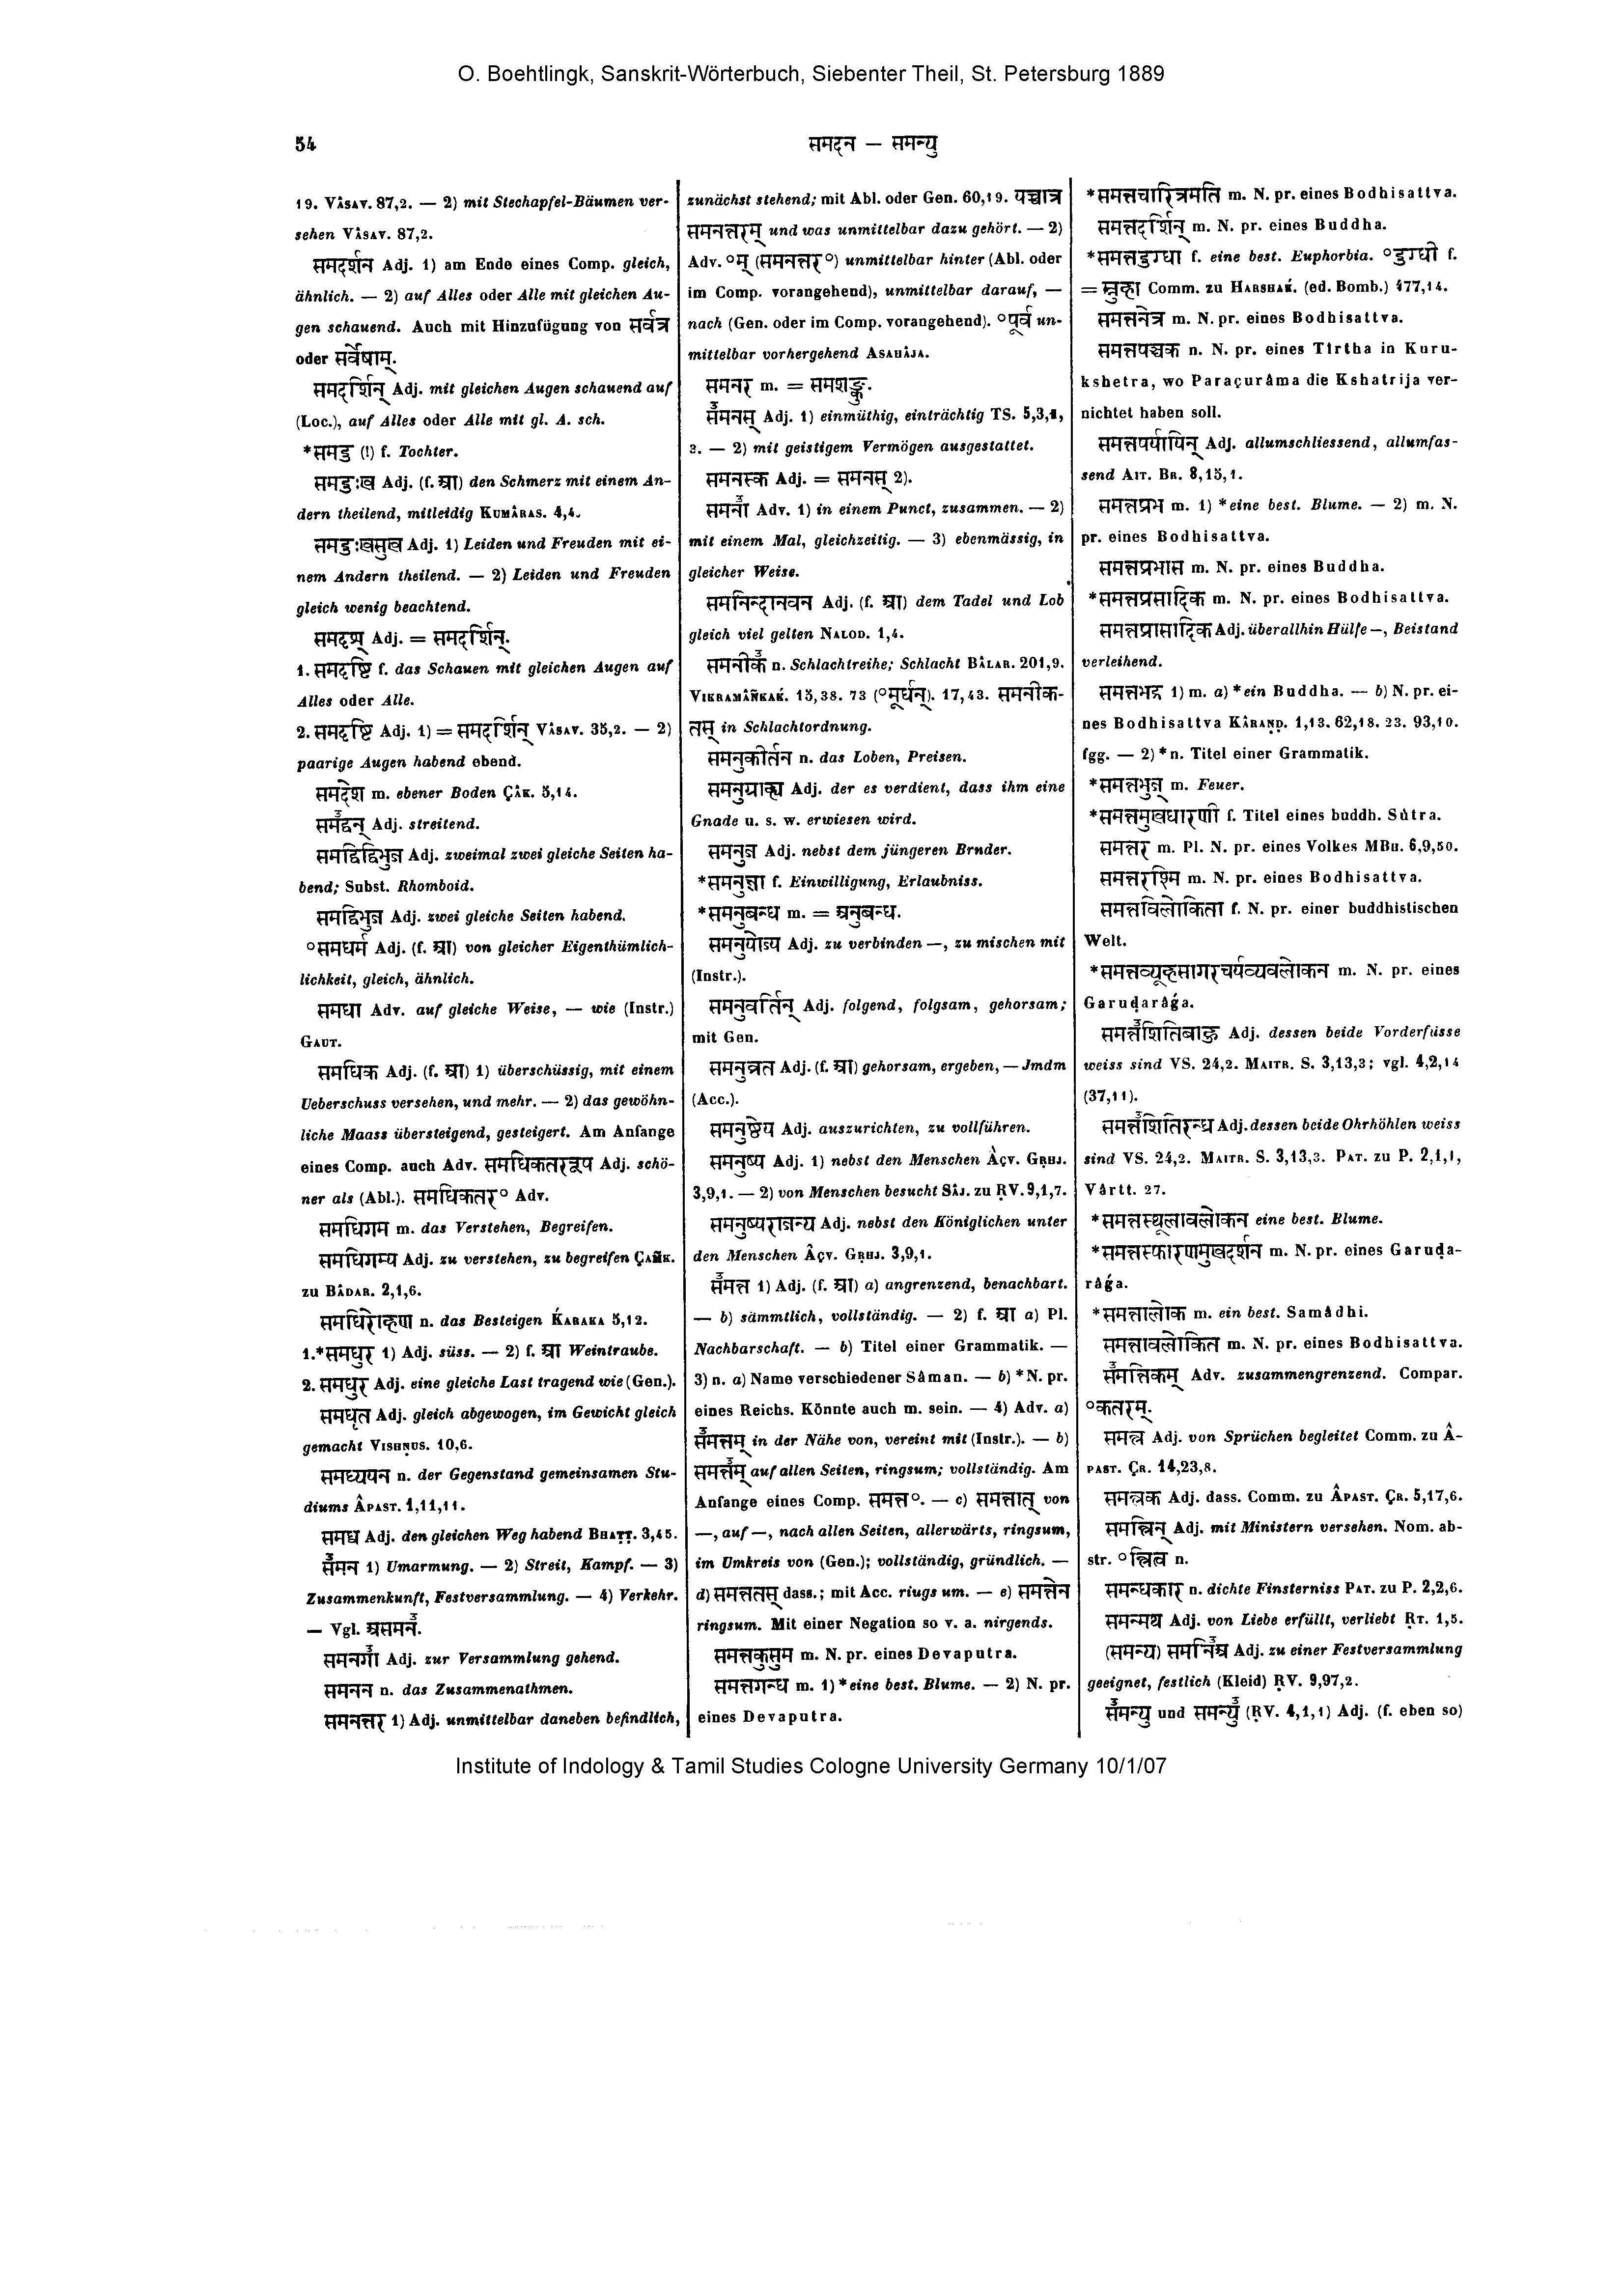 O. Boehtlingk, Sanskrit-Wörterbuch, Siebenter Theil, St. Petersburg 1889
54
समदन — समन्यु
19. Vâsav. 87,2. — 2) mit Stechapfel-Bäumen ver-
sehen Vâsav. 87,2.
समदर्शन Adj. 1) am Ende eines Comp. gleich,
ähnlich. — 2) auf Alles oder Alle mit gleichen Au-
gen schauend. Auch mit Hinzufügung von सर्वत्र
oder सर्वेषाम्.
समदर्शिन् Adj. mit gleichen Augen schauend auf
(Loc.), auf Alles oder Alle mit gl. A. sch.
*समदु (!) f. Tochter.
समदुःख Adj. (f. आ) den Schmerz mit einem An-
dern theilend, mitleidig Kumâras. 4,4.
समदुःखसुख Adj. 1) Leiden und Freuden mit ei-
nem Andern theilend. — 2) Leiden und Freuden
gleich wenig beachtend.
समदृश् Adj. = समदर्शिन्.
1. समदृष्टि f. das Schauen mit gleichen Augen auf
Alles oder Alle.
2. समदृष्टि Adj. 1) = समदर्शिन् Vâsav. 35,2. — 2)
paarige Augen habend ebend.
समदेश m. ebener Boden Çâk. 5,14.
समद्वन् Adj. streitend.
समद्विद्विभुज Adj. zweimal zwei gleiche Seiten ha-
bend; Subst. Rhomboid.
समद्विभुज Adj. zwei gleiche Seiten habend.
°समधर्म Adj. (f. आ) von gleicher Eigenthümlich-
lichkeit, gleich, ähnlich.
समधा Adv. auf gleiche Weise, — wie (Instr.)
Gaut.
समधिक Adj. (f. आ) 1) überschüssig, mit einem
Ueberschuss versehen, und mehr. — 2) das gewöhn-
liche Maass übersteigend, gesteigert. Am Anfange
eines Comp. auch Adv. समधिकतररूप Adj. schö-
ner als (Abl.). समधिकतर° Adv.
समधिगम m. das Verstehen, Begreifen.
समधिगम्य Adj. zu verstehen, zu begreifen Çaṁk.
zu Bâdar. 2,1,6.
समधिरोहण n. das Besteigen Ḱaraka 5,12.
1.*समधुर 1) Adj. süss. — 2) f. आ Weintraube.
2. समधुर Adj. eine gleiche Last tragend wie (Gen.).
समधृत Adj. gleich abgewogen, im Gewicht gleich
gemacht Vishṇus. 10,6.
समध्ययन n. der Gegenstand gemeinsamen Stu-
diums Âpast. 1,11,11.
समध्व Adj. den gleichen Weg habend Bhaṭṭ. 3,45.
समन 1) Umarmung. — 2) Streit, Kampf. — 3)
Zusammenkunft, Festversammlung. — 4) Verkehr.
— Vgl. असमन.
समनगा Adj. zur Versammlung gehend.
समनन n. das Zusammenathmen.
समनन्तर 1) Adj. unmittelbar daneben befindlich,
zunächst stehend; mit Abl. oder Gen. 60,19. यच्चात्र
समनन्तरम् und was unmittelbar dazu gehört. — 2)
Adv. °म् (समनन्तर°) unmittelbar hinter (Abl. oder
im Comp. vorangehend), unmittelbar darauf, —
nach (Gen. oder im Comp. vorangehend). °पूर्व un-
mittelbar vorhergehend Asahâja.
समनर m. = समशङ्कु.
समनस् Adj. 1) einmüthig, einträchtig TS. 5,3,1,
2. — 2) mit geistigem Vermögen ausgestattet.
समनस्क Adj. = समनस् 2).
समना Adv. 1) in einem Punct, zusammen. — 2)
mit einem Mal, gleichzeitig. — 3) ebenmässig, in
gleicher Weise.
समनिन्दानवन Adj. (f. आ) dem Tadel und Lob
gleich viel gelten Nalod. 1,4.
समनीक n. Schlachtreihe; Schlacht Bâlar. 201,9.
Vikramâṅkaḱ. 15,38. 73 (°मूर्धन्). 17,43. समनीक-
तस् in Schlachtordnung.
समनुकीर्तन n. das Loben, Preisen.
समनुग्राह्य Adj. der es verdient, dass ihm eine
Gnade u. s. w. erwiesen wird.
समनुज Adj. nebst dem jüngeren Bruder.
*समनुज्ञा f. Einwilligung, Erlaubniss.
*समनुबन्ध m. = अनुबन्ध.
समनुयोज्य Adj. zu verbinden —, zu mischen mit
(Instr.).
समनुवर्तिन् Adj. folgend, folgsam, gehorsam;
mit Gen.
समनुव्रत Adj. (f. आ) gehorsam, ergeben, — Jmdm
(Acc.).
समनुष्ठेय Adj. auszurichten, zu vollführen.
समनुष्य Adj. 1) nebst den Menschen Âçv. Gṛhj.
3,9,1. — 2) von Menschen besucht Sâj. zu RV. 9,1,7.
समनुष्यराजन्य Adj. nebst den Königlichen unter
den Menschen Âçv. Gṛhj. 3,9,1.
समन्त 1) Adj. (f. आ) a) angrenzend, benachbart.
— b) sämmtlich, vollständig. — 2) f. आ a) Pl.
Nachbarschaft. — b) Titel einer Grammatik. —
3) n. a) Name verschiedener Sâman. — b) *N. pr.
eines Reichs. Könnte auch m. sein. — 4) Adv. a)
समन्तम् in der Nähe von, vereint mit (Instr.). — b)
समन्तम् auf allen Seiten, ringsum; vollständig. Am
Anfange eines Comp. समन्त°. — c) समन्तात् von
—, auf —, nach allen Seiten, allerwärts, ringsum,
im Umkreis von (Gen.); vollständig, gründlich. —
d) समन्ततस् dass.; mit Acc. rings um. — e) समन्तेन
ringsum. Mit einer Negation so v. a. nirgends.
समन्तकुसुम m. N. pr. eines Devaputra.
समन्तगन्ध m. 1) *eine best. Blume. — 2) N. pr.
eines Devaputra.
*समन्तचारित्रमति m. N. pr. eines Bodhisattva.
समन्तदर्शिन् m. N. pr. eines Buddha.
*समन्तदुग्धा f. eine best. Euphorbia. °दुग्धी f.
= स्नुहा Comm. zu Harshaḱ. (ed. Bomb.) 477,14.
समन्तनेत्र m. N. pr. eines Bodhisattva.
समन्तपञ्चक n. N. pr. eines Tîrtha in Kuru-
kshetra, wo Paraçurâma die Kshatrija ver-
nichtet haben soll.
समन्तपर्यायिन् Adj. allumschliessend, allumfas-
send Ait. Br. 8,15,1.
समन्तप्रभ m. 1) *eine best. Blume. — 2) m. N.
pr. eines Bodhisattva.
समन्तप्रभास m. N. pr. eines Buddha.
*समन्तप्रसादिक m. N. pr. eines Bodhisattva.
समन्तप्रासादिक Adj. überallhin Hülfe —, Beistand
verleihend.
समन्तभद्र 1) m. a) *ein Buddha. — b) N. pr. ei-
nes Bodhisattva Kâraṇḍ. 1,13. 62,18. 23. 93,10.
fgg. — 2) *n. Titel einer Grammatik.
*समन्तभुज् m. Feuer.
*समन्तमुखधारणी f. Titel eines buddh. Sûtra.
समन्तर m. Pl. N. pr. eines Volkes MBh. 6,9,50.
समन्तरश्मि m. N. pr. eines Bodhisattva.
समन्तविलोकिता f. N. pr. einer buddhistischen
Welt.
*समन्तव्यूहसागरचर्यव्यवलोकन m. N. pr. eines
Garuḍarâǵa.
समन्तशितिबाहु Adj. dessen beide Vorderfüsse
weiss sind VS. 24,2. Maitr. S. 3,13,3; vgl. 4,2,14
(37,11).
समन्तशितिरन्ध्र Adj. dessen beide Ohrhöhlen weiss
sind VS. 24,2. Maitr. S. 3,13,3. Pat. zu P. 2,1,1,
Vârtt. 27.
*समन्तस्थूलावलोकन eine best. Blume.
*समन्तस्फारणमुखदर्शन m. N. pr. eines Garuḍa-
râǵa.
*समन्तालोक m. ein best. Samâdhi.
समन्तावलोकित m. N. pr. eines Bodhisattva.
समन्तिकम् Adv. zusammengrenzend. Compar.
°कतरम्.
समन्त्र Adj. von Sprüchen begleitet Comm. zu Â-
past. Çr. 14,23,8.
समन्त्रक Adj. dass. Comm. zu Âpast. Çr. 5,17,6.
समन्त्रिन् Adj. mit Ministern versehen. Nom. ab-
str. °न्त्रित्व n.
समन्धकार n. dichte Finsterniss Pat. zu P. 2,2,6.
समन्मथ Adj. von Liebe erfüllt, verliebt Ṛt. 1,5.
(समन्य) समनिअ Adj. zu einer Festversammlung
geeignet, festlich (Kleid) RV. 9,97,2.
समन्यु und समन्यु (RV. 4,1,1) Adj. (f. eben so)
Institute of Indology & Tamil Studies Cologne University Germany 10/1/07